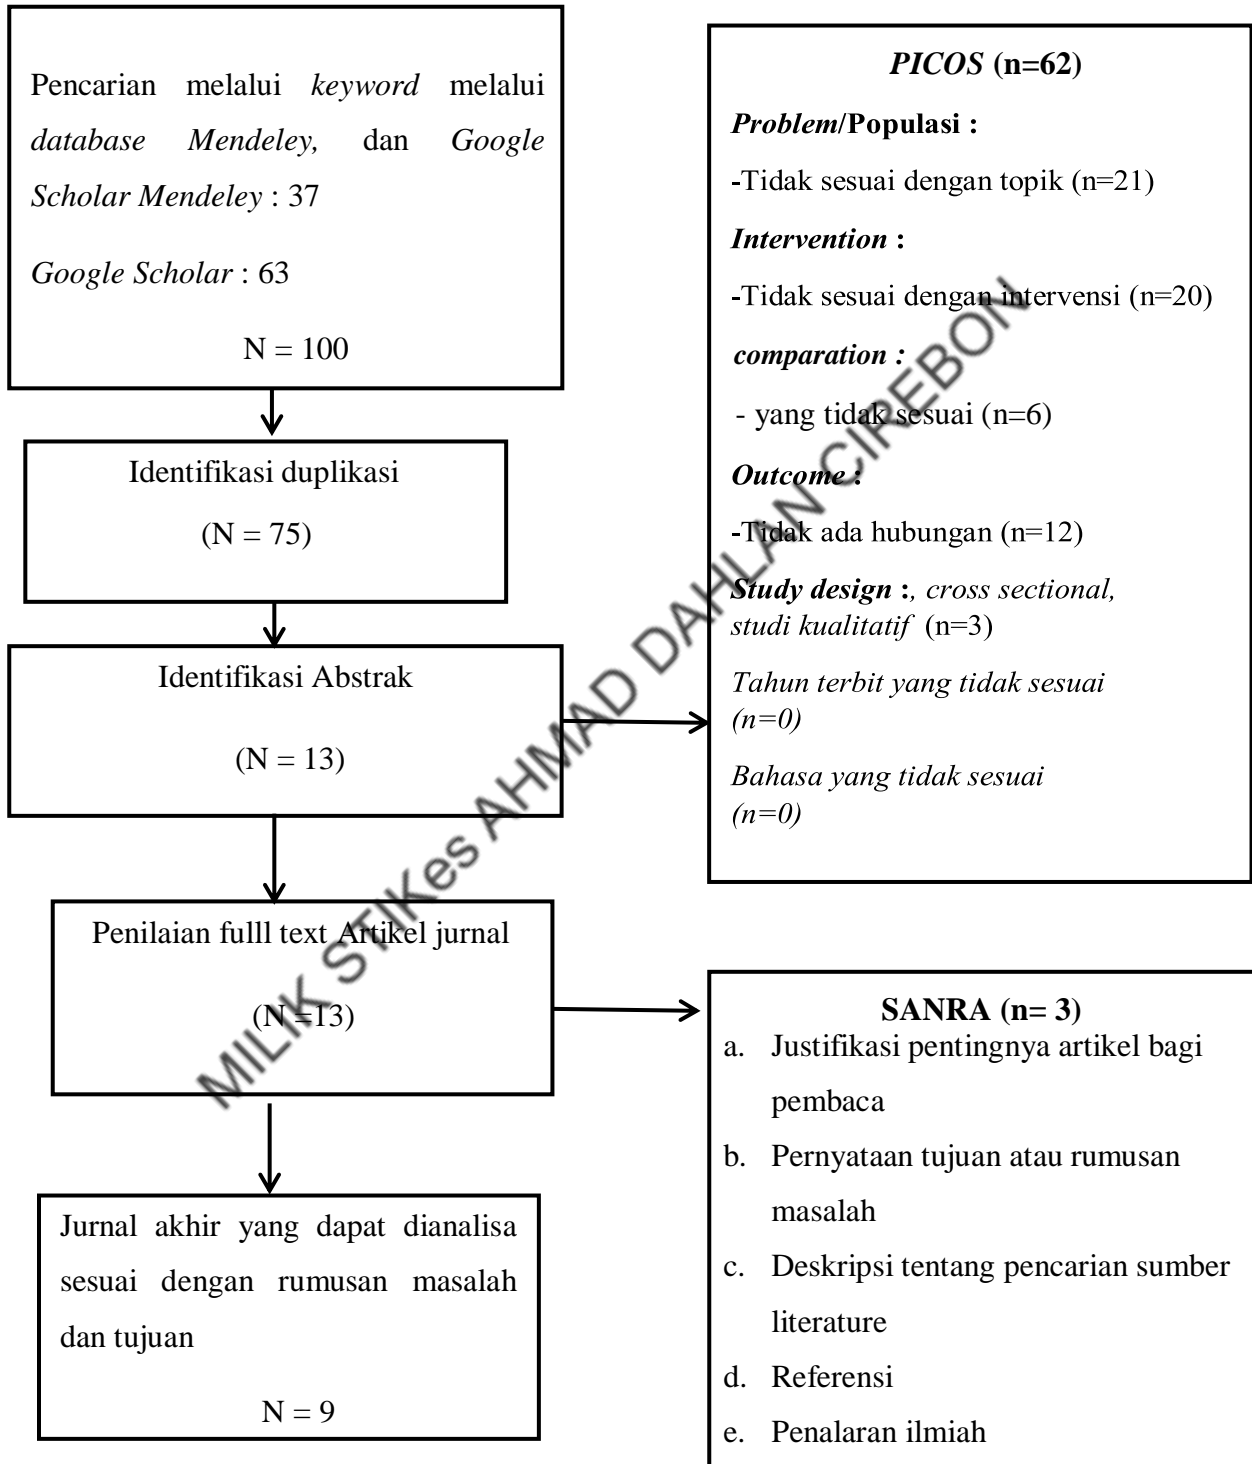 Pencarian melalui keyword melalui
database Mendeley, dan Google
Scholar Mendeley : 37
Google Scholar : 63
N = 100
Identifikasi duplikasi
(N = 75)
Identifikasi Abstrak
(N = 13)
Penilaian fulll text Artikel jurnal
(N =13)
Jurnal akhir yang dapat dianalisa
sesuai dengan rumusan masalah
dan tujuan
N = 9
PICOS (n=62)
Problem/Populasi :
-Tidak sesuai dengan topik (n=21)
Intervention :
-Tidak sesuai dengan intervensi (n=20)
comparation :
- yang tidak sesuai (n=6)
Outcome :
-Tidak ada hubungan (n=12)
Study design :, cross sectional,
studi kualitatif (n=3)
Tahun terbit yang tidak sesuai
(n=0)
Bahasa yang tidak sesuai
(n=0)
SANRA (n= 3)
a. Justifikasi pentingnya artikel bagi
pembaca
b. Pernyataan tujuan atau rumusan
masalah
c. Deskripsi tentang pencarian sumber
literature
d. Referensi
e. Penalaran ilmiah
MILIK STIKes AHMAD DAHLAN CIREBON